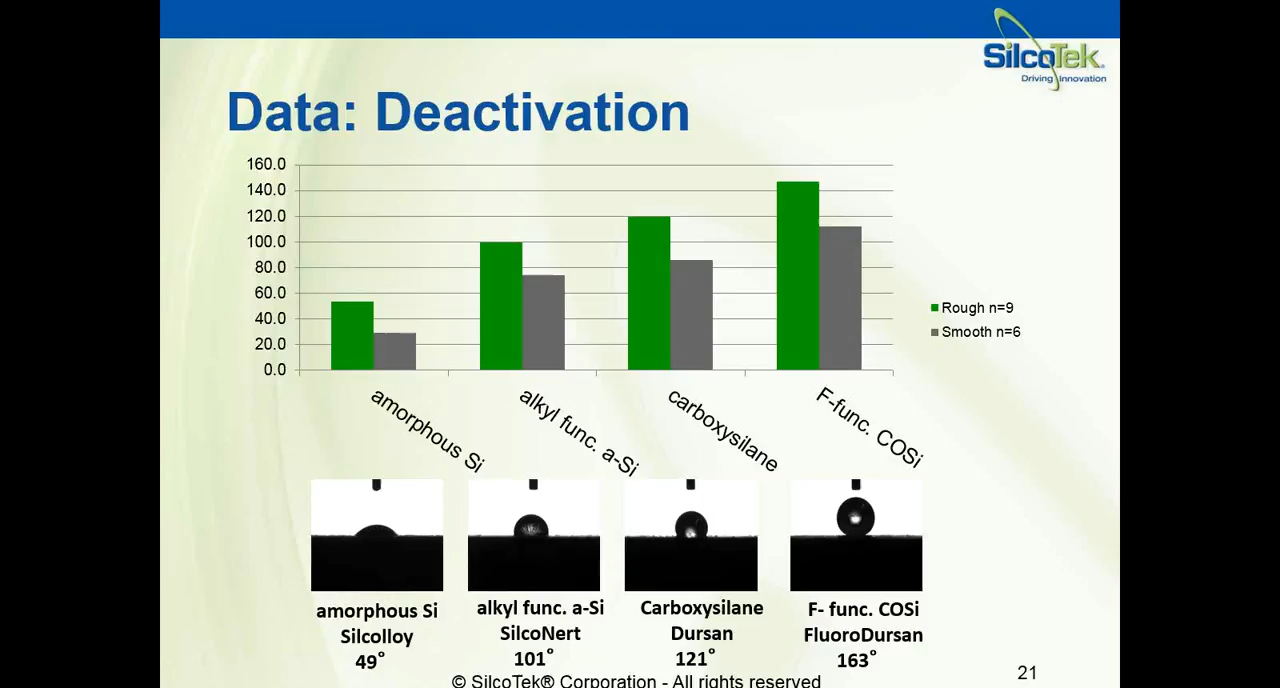 SilcoTek®
Driving Innovation
Data: Deactivation
160.0
140.0
120.0
100.0
80.0
60.0
40.0
20.0
0.0
Rough n=9
Smooth n=6
amorphous Si
alkyl func. a-Si
carboxysilane
F-func. COSi
amorphous Si
Silcolloy
49°
alkyl func. a-Si
SilcoNert
101°
Carboxysilane
Dursan
121°
F- func. COSi
FluoroDursan
163°
© SilcoTek® Corporation - All rights reserved
21